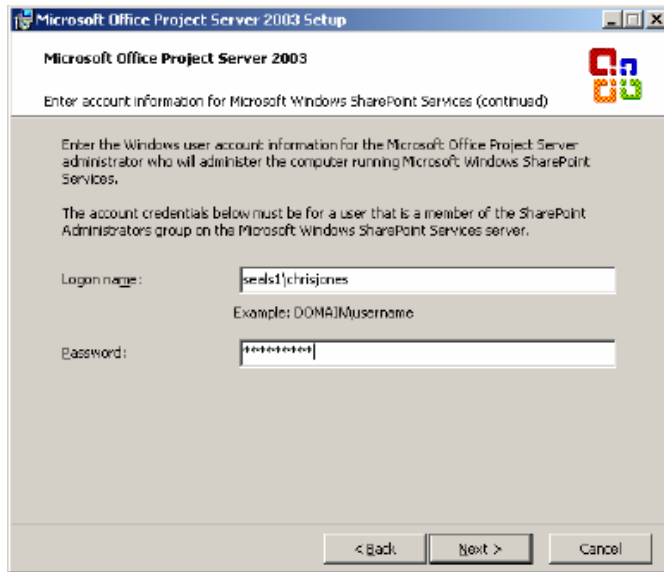 Microsoft Office Project Server 2003 Setup
Microsoft Office Project Server 2003
Enter account information for Microsoft Windows SharePoint Services (continued)
Enter the Windows user account information for the Microsoft Office Project Server
administrator who will administer the computer running Microsoft Windows SharePoint
Services.
The account credentials below must be for a user that is a member of the SharePoint
Administrators group on the Microsoft Windows SharePoint Services server.
Logon name: seals1\chrisjones
Example: DOMAIN\username
Password: *********
< Back Next > Cancel